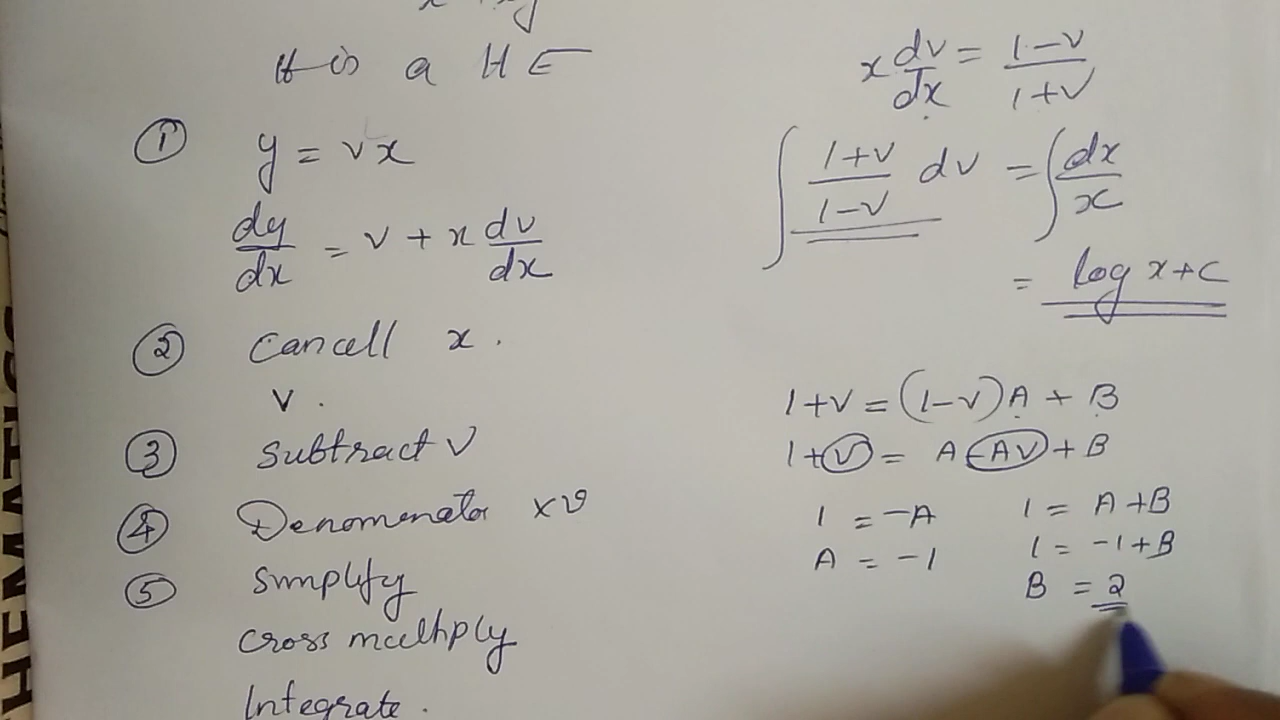 It is a HE
① y = vx
dy/dx = v + x dv/dx
② Cancell x .
v .
③ Subtract v
④ Denomenator xv
⑤ Simplify
Cross multiply
Integrate .
x dv/dx = 1-v/1+v
∫ 1+v/1-v dv = ∫ dx/x
= log x+c
1+v = (1-v)A + B
1+v = A-Av+B
1 = -A
A = -1
1 = A+B
1 = -1+B
B = 2